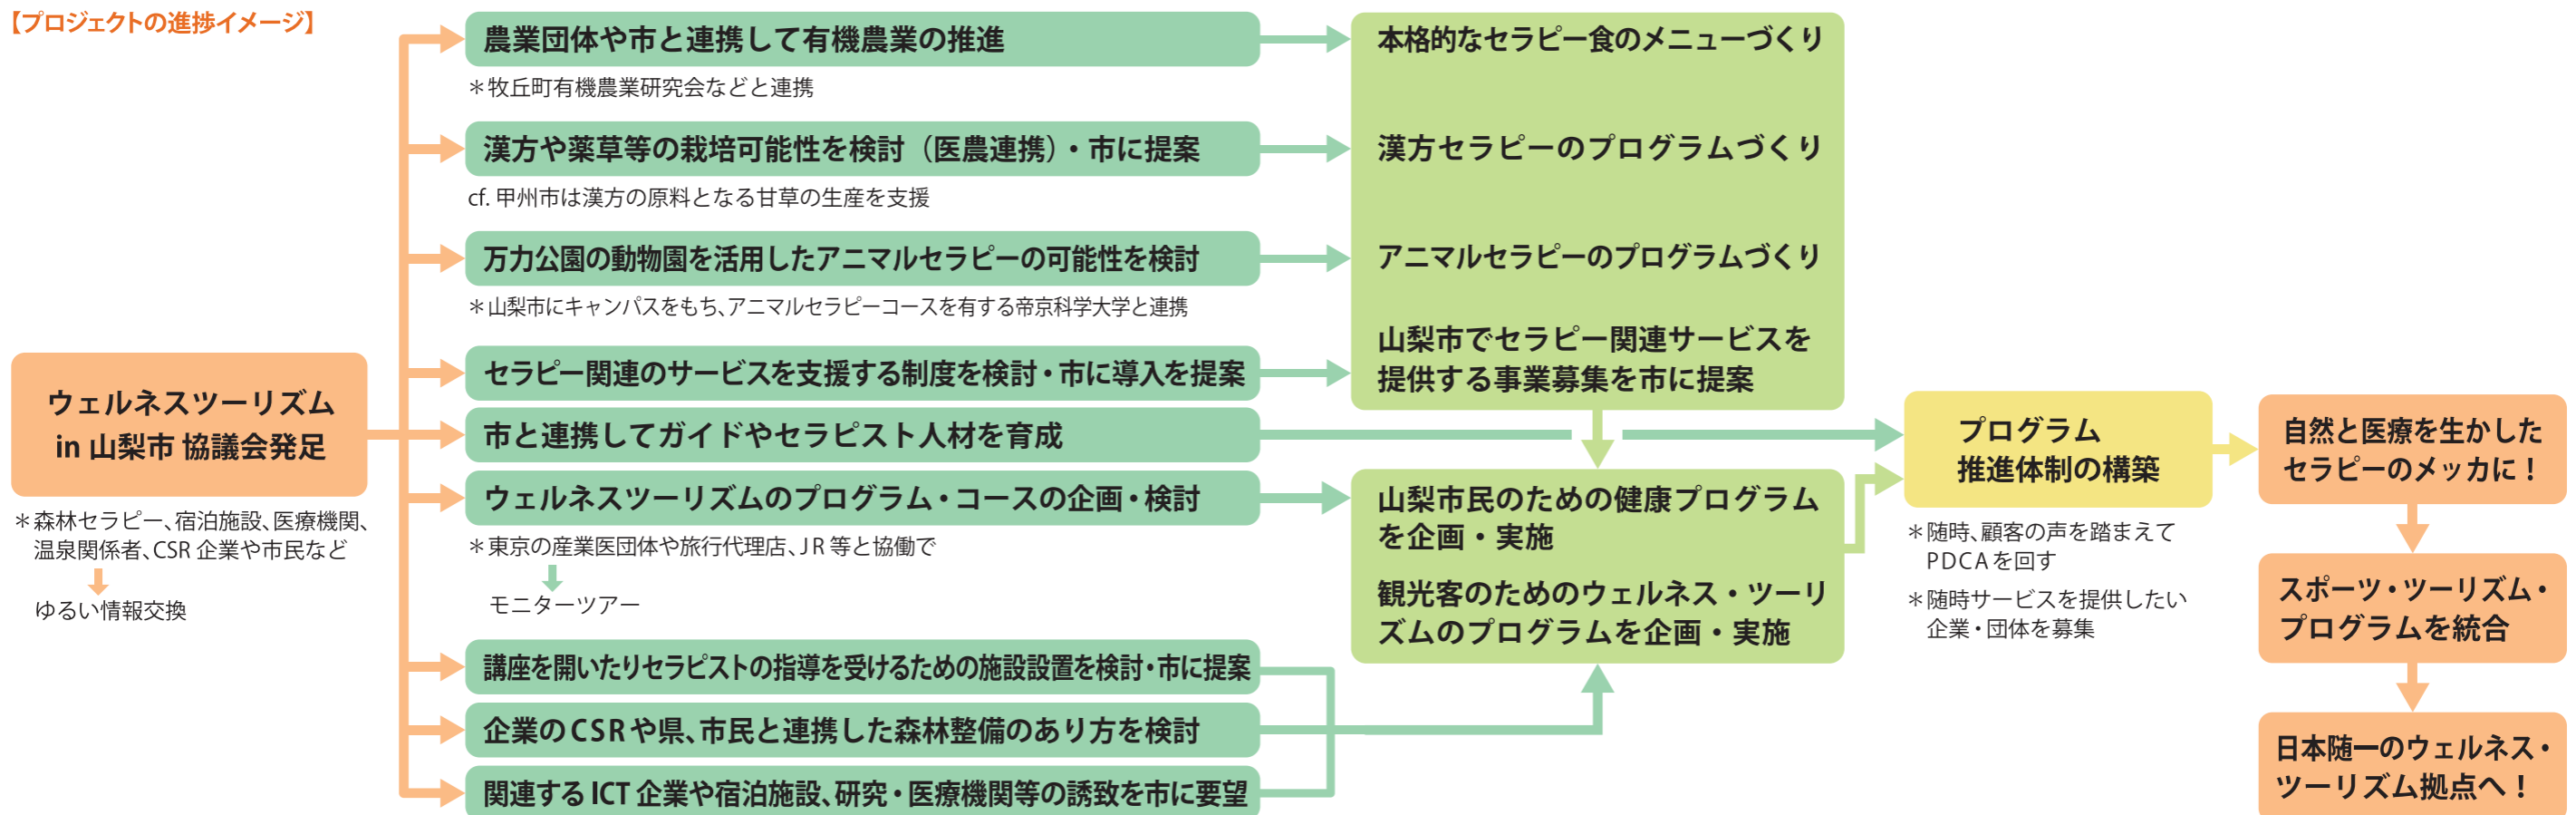 【プロジェクトの進捗イメージ】
ウェルネスツーリズム
in 山梨市 協議会発足
＊森林セラピー、宿泊施設、医療機関、
温泉関係者、CSR 企業や市民など
ゆるい情報交換
農業団体や市と連携して有機農業の推進
＊牧丘町有機農業研究会などと連携
漢方や薬草等の栽培可能性を検討（医農連携）・市に提案
cf. 甲州市は漢方の原料となる甘草の生産を支援
万力公園の動物園を活用したアニマルセラピーの可能性を検討
＊山梨市にキャンパスをもち、アニマルセラピーコースを有する帝京科学大学と連携
セラピー関連のサービスを支援する制度を検討・市に導入を提案
市と連携してガイドやセラピスト人材を育成
ウェルネスツーリズムのプログラム・コースの企画・検討
＊東京の産業医団体や旅行代理店、JR 等と協働で
モニターツアー
講座を開いたりセラピストの指導を受けるための施設設置を検討・市に提案
企業のCSRや県、市民と連携した森林整備のあり方を検討
関連する ICT 企業や宿泊施設、研究・医療機関等の誘致を市に要望
本格的なセラピー食のメニューづくり
漢方セラピーのプログラムづくり
アニマルセラピーのプログラムづくり
山梨市でセラピー関連サービスを
提供する事業募集を市に提案
山梨市民のための健康プログラム
を企画・実施
観光客のためのウェルネス・ツーリ
ズムのプログラムを企画・実施
プログラム
推進体制の構築
＊随時、顧客の声を踏まえて
PDCAを回す
＊随時サービスを提供したい
企業・団体を募集
自然と医療を生かした
セラピーのメッカに！
スポーツ・ツーリズム・
プログラムを統合
日本随一のウェルネス・
ツーリズム拠点へ！